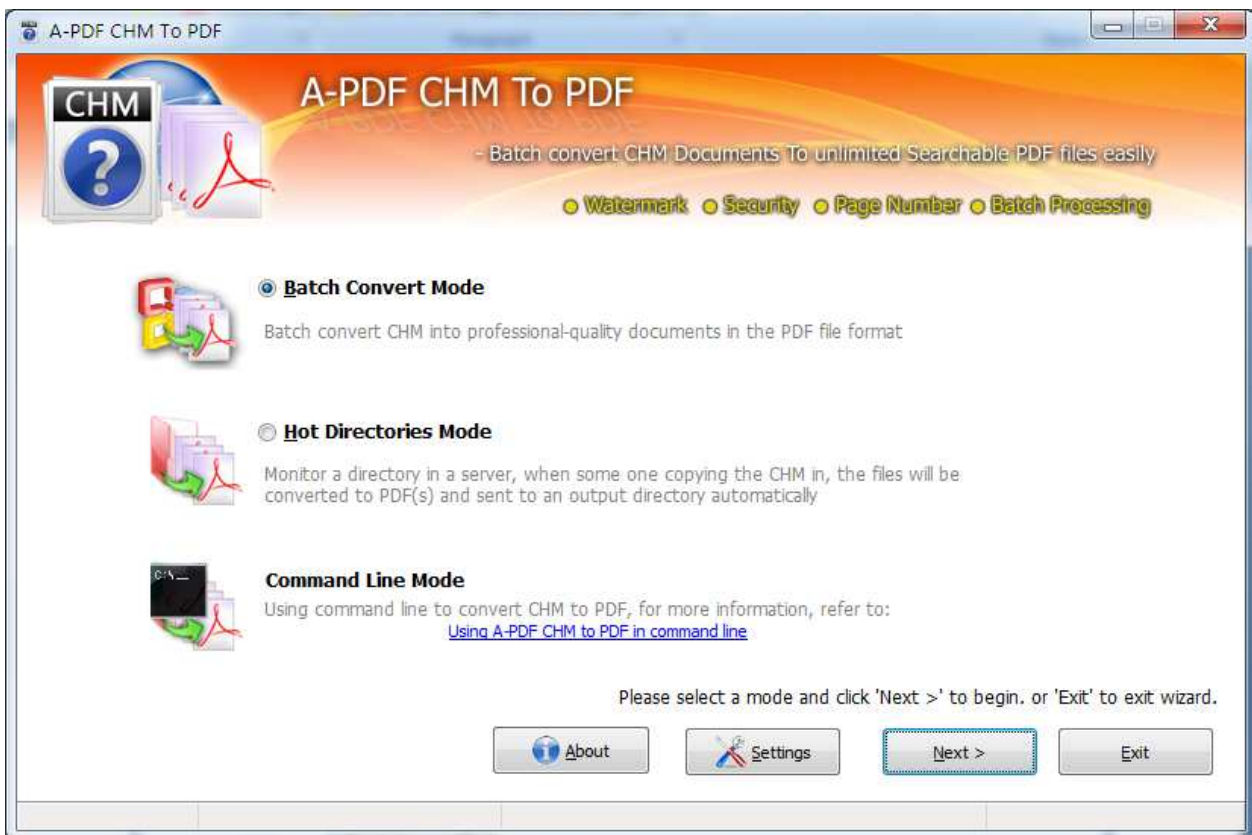 A-PDF CHM To PDF
CHM
A-PDF CHM To PDF
- Batch convert CHM Documents To unlimited Searchable PDF files easily
Watermark Security Page Number Batch Processing
Batch Convert Mode
Batch convert CHM into professional-quality documents in the PDF file format
Hot Directories Mode
Monitor a directory in a server, when some one copying the CHM in, the files will be
converted to PDF(s) and sent to an output directory automatically
C:\_
Command Line Mode
Using command line to convert CHM to PDF, for more information, refer to:
Using A-PDF CHM to PDF in command line
Please select a mode and click 'Next >' to begin. or 'Exit' to exit wizard.
About Settings Next > Exit